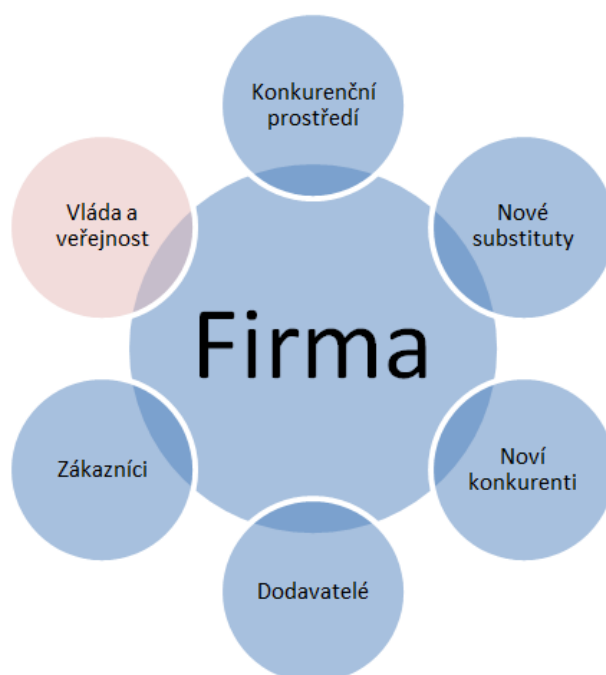 Konkurenční
prostředí
Vláda a
veřejnost
Nové
substituty
Firma
Zákazníci
Noví
konkurenti
Dodavatelé